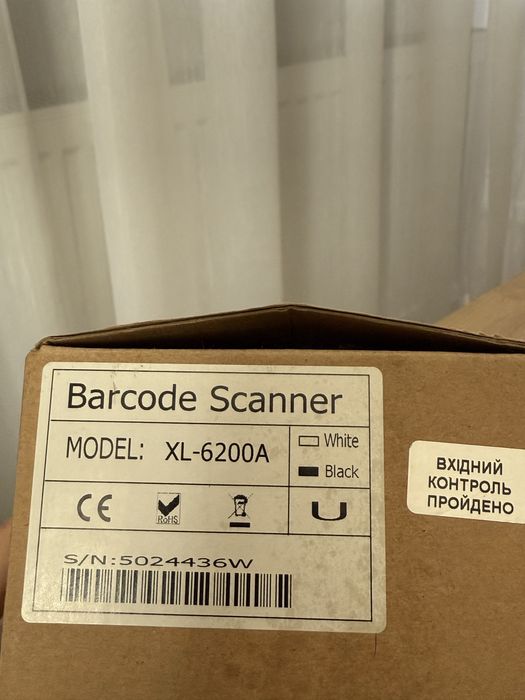 Barcode Scanner
MODEL: XL-6200A
White
Black
CE
RoHS
U
S/N:5024436W
ВХІДНИЙ
КОНТРОЛЬ
ПРОЙДЕНО